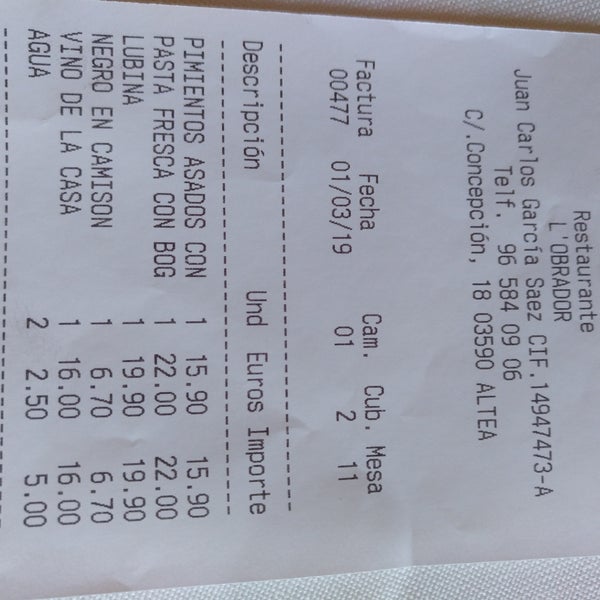 Restaurante
L'OBRADOR
Juan Carlos García Saez CIF.14947473-A
Telf. 96 584 09 06
C/.Concepción, 18 03590 ALTEA
Factura Fecha Cam. Cub. Mesa
00477 01/03/19 01 2 11
Descripción Und Euros Importe
PIMIENTOS ASADOS CON 1 15.90 15.90
PASTA FRESCA CON BOG 1 22.00 22.00
LUBINA 1 19.90 19.90
NEGRO EN CAMISON 1 6.70 6.70
VINO DE LA CASA 1 16.00 16.00
AGUA 2 2.50 5.00